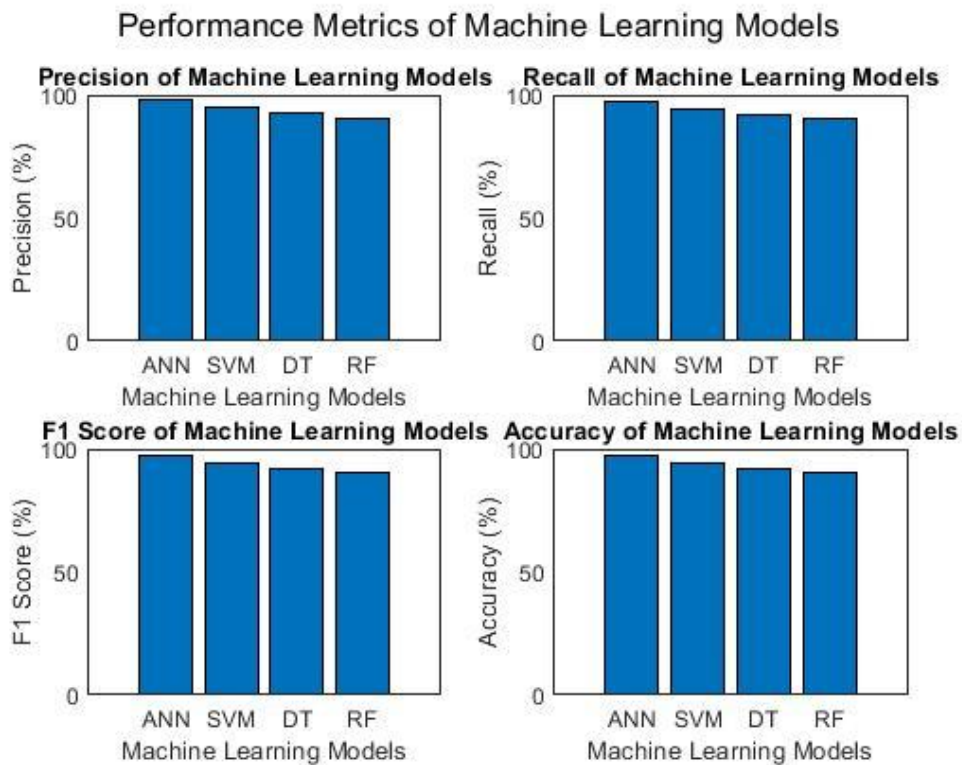 Performance Metrics of Machine Learning Models
Precision of Machine Learning Models
100
50
0
Precision (%)
ANN SVM DT RF
Machine Learning Models
Recall of Machine Learning Models
100
50
0
Recall (%)
ANN SVM DT RF
Machine Learning Models
F1 Score of Machine Learning Models
100
50
0
F1 Score (%)
ANN SVM DT RF
Machine Learning Models
Accuracy of Machine Learning Models
100
50
0
Accuracy (%)
ANN SVM DT RF
Machine Learning Models